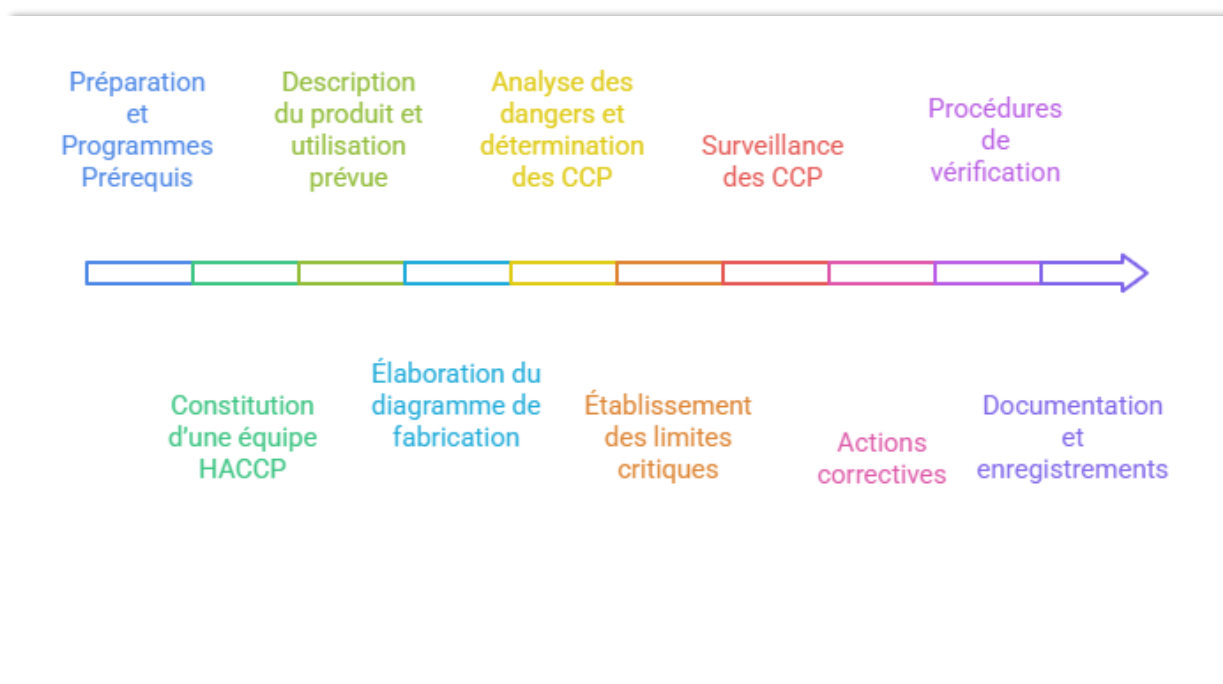 Préparation
et
Programmes
Prérequis
Description
du produit et
utilisation
prévue
Analyse des
dangers et
détermination
des CCP
Surveillance
des CCP
Procédures
de
vérification
Constitution
d’une équipe
HACCP
Élaboration du
diagramme de
fabrication
Établissement
des limites
critiques
Actions
correctives
Documentation
et
enregistrements